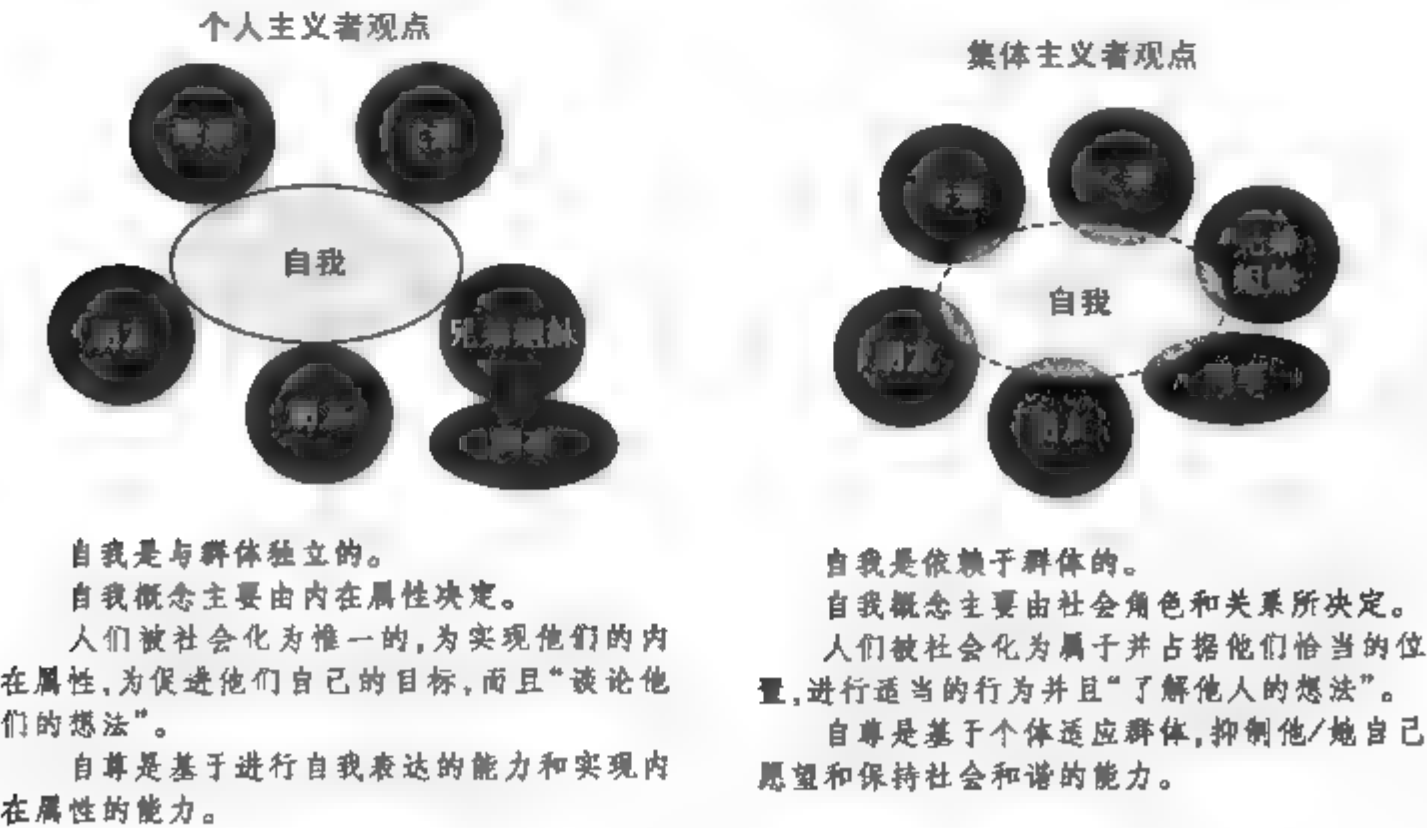 个人主义者观点
自我
兄弟姐妹
自我是与群体独立的。
自我概念主要由内在属性决定。
人们被社会化为惟一的,为实现他们的内
在属性,为促进他们自己的目标,而且“谈论他
们的想法”。
自尊是基于进行自我表达的能力和实现内
在属性的能力。
集体主义者观点
兄弟
姐妹
自我
朋友
自我是依赖于群体的。
自我概念主要由社会角色和关系所决定。
人们被社会化为属于并占据他们恰当的位
置,进行适当的行为并且“了解他人的想法”。
自尊是基于个体适应群体,抑制他/她自己
愿望和保持社会和谐的能力。